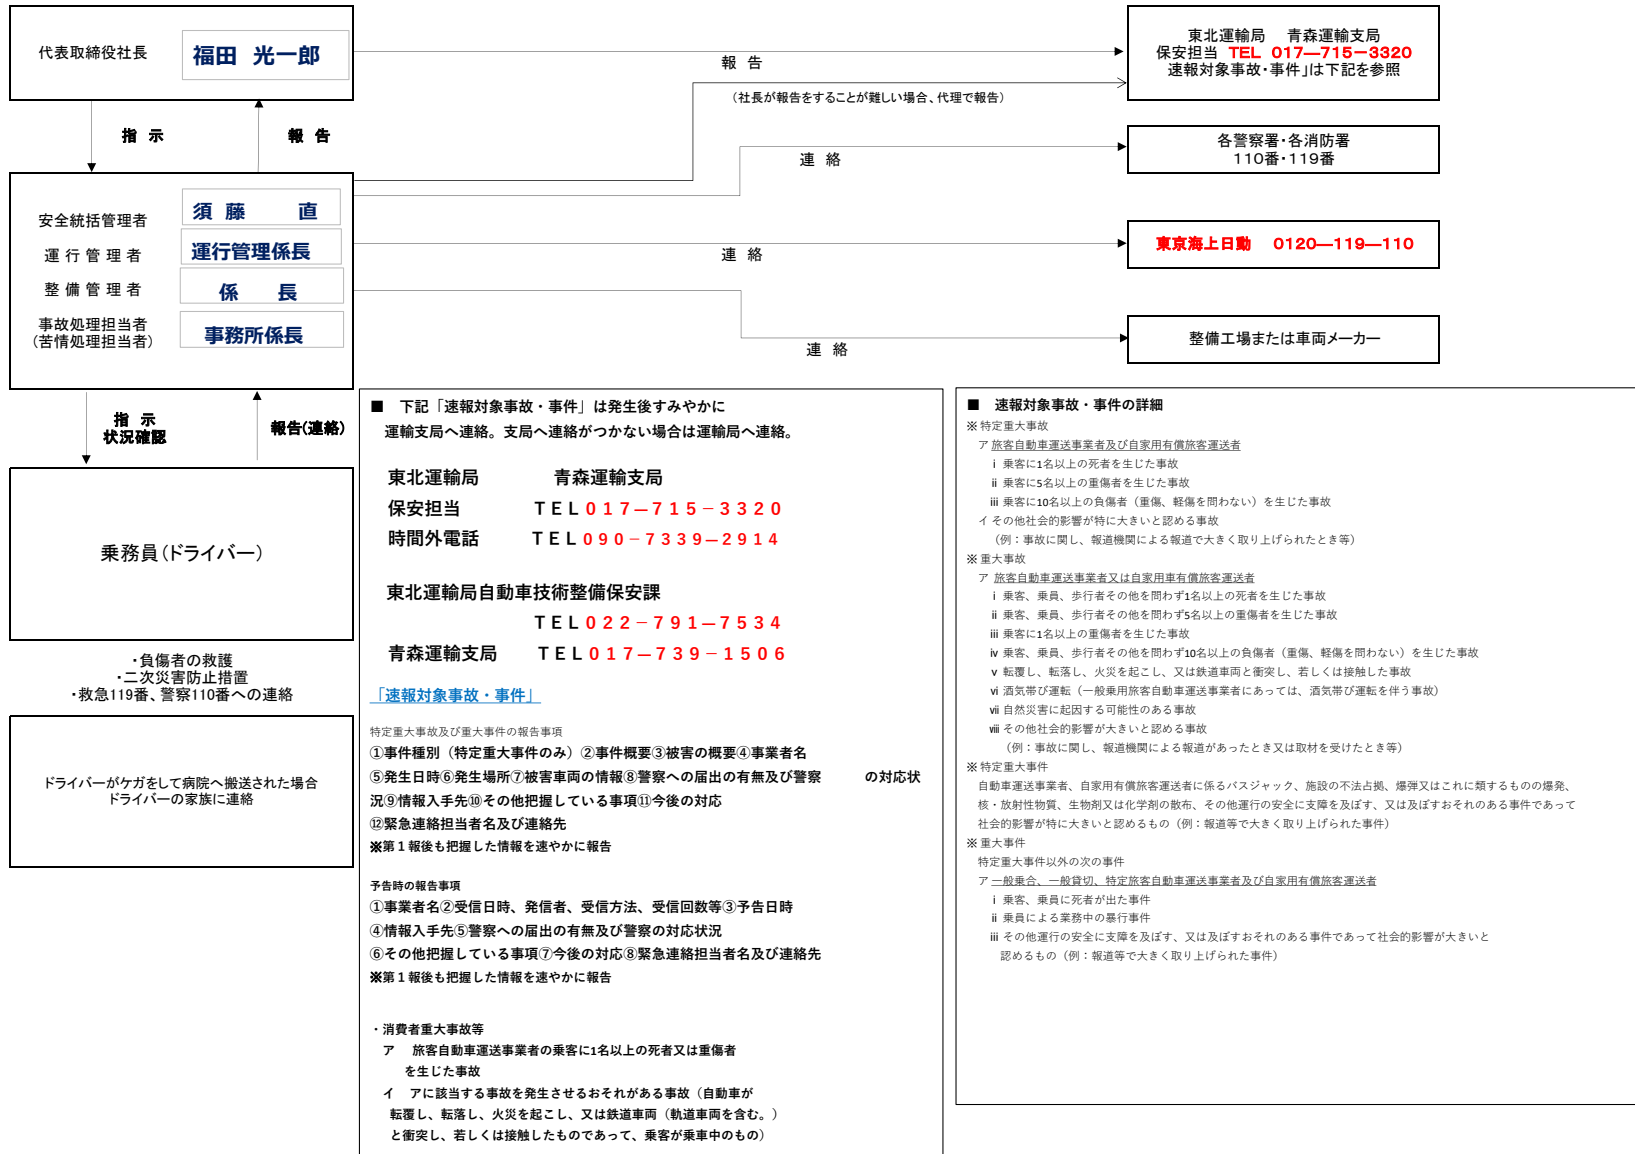 代表取締役社長
福田　光一郎
報　告
（社長が報告をすることが難しい場合、代理で報告）
東北運輸局　青森運輸支局
保安担当 TEL 017―715－3320
速報対象事故・事件」は下記を参照
指　示
報　告
連　絡
各警察署・各消防署
110番・119番
安全統括管理者
須　藤　　直
運 行 管 理 者
運行管理係長
整 備 管 理 者
係　長
事故処理担当者
（苦情処理担当者）
事務所係長
連　絡
東京海上日動　0120―119―110
連　絡
整備工場または車両メーカー
指　示
状況確認
報告(連絡)
乗務員(ドライバー)
・負傷者の救護
・二次災害防止措置
・救急119番、警察110番への連絡
ドライバーがケガをして病院へ搬送された場合
ドライバーの家族に連絡
■　下記「速報対象事故・事件」は発生後すみやかに
運輸支局へ連絡。支局へ連絡がつかない場合は運輸局へ連絡。
東北運輸局　　　　青森運輸支局
保安担当　　　ＴＥＬ０１７―７１５－３３２０
時間外電話　　　ＴＥＬ０９０－７３３９―２９１４
東北運輸局自動車技術整備保安課
ＴＥＬ０２２－７９１―７５３４
青森運輸支局　　ＴＥＬ０１７―７３９－１５０６
「速報対象事故・事件」
特定重大事故及び重大事件の報告事項
①事件種別（特定重大事件のみ）②事件概要③被害の概要④事業者名
⑤発生日時⑥発生場所⑦被害車両の情報⑧警察への届出の有無及び警察　　　の対応状
況⑨情報入手先⑩その他把握している事項⑪今後の対応
⑫緊急連絡担当者名及び連絡先
※第１報後も把握した情報を速やかに報告
予告時の報告事項
①事業者名②受信日時、発信者、受信方法、受信回数等③予告日時
④情報入手先⑤警察への届出の有無及び警察の対応状況
⑥その他把握している事項⑦今後の対応⑧緊急連絡担当者名及び連絡先
※第１報後も把握した情報を速やかに報告
・消費者重大事故等
ア　旅客自動車運送事業者の乗客に1名以上の死者又は重傷者
を生じた事故
イ　アに該当する事故を発生させるおそれがある事故（自動車が
転覆し、転落し、火災を起こし、又は鉄道車両（軌道車両を含む。）
と衝突し、若しくは接触したものであって、乗客が乗車中のもの）
■　速報対象事故・事件の詳細
※特定重大事故
ア 旅客自動車運送事業者及び自家用有償旅客運送者
ⅰ 乗客に1名以上の死者を生じた事故
ⅱ 乗客に5名以上の重傷者を生じた事故
ⅲ 乗客に10名以上の負傷者（重傷、軽傷を問わない）を生じた事故
イ その他社会的影響が特に大きいと認める事故
（例：事故に関し、報道機関による報道で大きく取り上げられたとき等）
※重大事故
ア 旅客自動車運送事業者又は自家用車有償旅客運送者
ⅰ 乗客、乗員、歩行者その他を問わず1名以上の死者を生じた事故
ⅱ 乗客、乗員、歩行者その他を問わず5名以上の重傷者を生じた事故
ⅲ 乗客に1名以上の重傷者を生じた事故
ⅳ 乗客、乗員、歩行者その他を問わず10名以上の負傷者（重傷、軽傷を問わない）を生じた事故
ⅴ 転覆し、転落し、火災を起こし、又は鉄道車両と衝突し、若しくは接触した事故
ⅵ 酒気帯び運転（一般乗用旅客自動車運送事業者にあっては、酒気帯び運転を伴う事故）
ⅶ 自然災害に起因する可能性のある事故
ⅷ その他社会的影響が大きいと認める事故
（例：事故に関し、報道機関による報道があったとき又は取材を受けたとき等）
※特定重大事件
自動車運送事業者、自家用有償旅客運送者に係るバスジャック、施設の不法占拠、爆弾又はこれに類するものの爆発、
核・放射性物質、生物剤又は化学剤の散布、その他運行の安全に支障を及ぼす、又は及ぼすおそれのある事件であって
社会的影響が特に大きいと認めるもの（例：報道等で大きく取り上げられた事件）
※重大事件
特定重大事件以外の次の事件
ア 一般乗合、一般貸切、特定旅客自動車運送事業者及び自家用有償旅客運送者
ⅰ 乗客、乗員に死者が出た事件
ⅱ 乗員による業務中の暴行事件
ⅲ その他運行の安全に支障を及ぼす、又は及ぼすおそれのある事件であって社会的影響が大きいと
認めるもの（例：報道等で大きく取り上げられた事件）